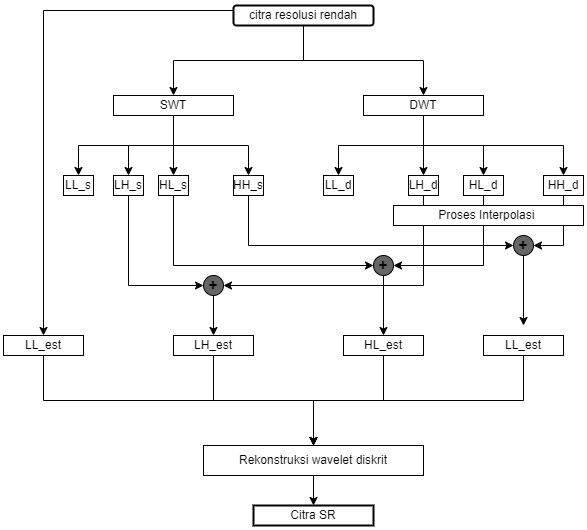 citra resolusi rendah
SWT
DWT
LL_s
LH_s
HL_s
HH_s
LL_d
LH_d
HL_d
HH_d
Proses Interpolasi
+
+
+
LL_est
LH_est
HL_est
LL_est
Rekonstruksi wavelet diskrit
Citra SR